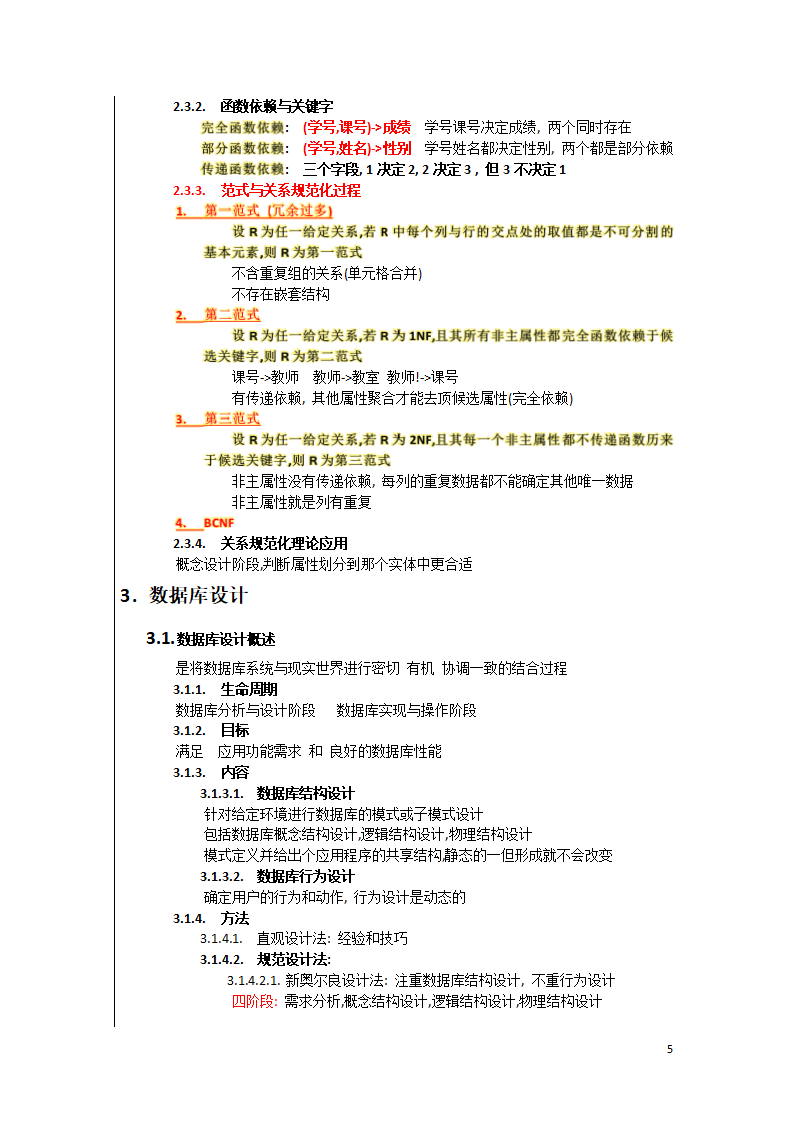 2.3.2. 函数依赖与关键字
完全函数依赖: (学号,课号)->成绩 学号课号决定成绩, 两个同时存在
部分函数依赖: (学号,姓名)->性别 学号姓名都决定性别, 两个都是部分依赖
传递函数依赖: 三个字段, 1 决定 2, 2 决定 3 , 但 3 不决定 1
2.3.3. 范式与关系规范化过程
1. 第一范式 (冗余过多)
设 R 为任一给定关系,若 R 中每个列与行的交点处的取值都是不可分割的
基本元素,则 R 为第一范式
不含重复组的关系(单元格合并)
不存在嵌套结构
2. 第二范式
设 R 为任一给定关系,若 R 为 1NF,且其所有非主属性都完全函数依赖于候
选关键字,则 R 为第二范式
课号->教师 教师->教室 教师!->课号
有传递依赖, 其他属性聚合才能去顶候选属性(完全依赖)
3. 第三范式
设 R 为任一给定关系,若 R 为 2NF,且其每一个非主属性都不传递函数历来
于候选关键字,则 R 为第三范式
非主属性没有传递依赖, 每列的重复数据都不能确定其他唯一数据
非主属性就是列有重复
4. BCNF
2.3.4. 关系规范化理论应用
概念设计阶段,判断属性划分到那个实体中更合适
3. 数据库设计
3.1. 数据库设计概述
是将数据库系统与现实世界进行密切 有机 协调一致的结合过程
3.1.1. 生命周期
数据库分析与设计阶段 数据库实现与操作阶段
3.1.2. 目标
满足 应用功能需求 和 良好的数据库性能
3.1.3. 内容
3.1.3.1. 数据库结构设计
针对给定环境进行数据库的模式或子模式设计
包括数据库概念结构设计,逻辑结构设计,物理结构设计
模式定义并给出个应用程序的共享结构,静态的一但形成就不会改变
3.1.3.2. 数据库行为设计
确定用户的行为和动作, 行为设计是动态的
3.1.4. 方法
3.1.4.1. 直观设计法: 经验和技巧
3.1.4.2. 规范设计法:
3.1.4.2.1. 新奥尔良设计法: 注重数据库结构设计, 不重行为设计
四阶段: 需求分析,概念结构设计,逻辑结构设计,物理结构设计
5